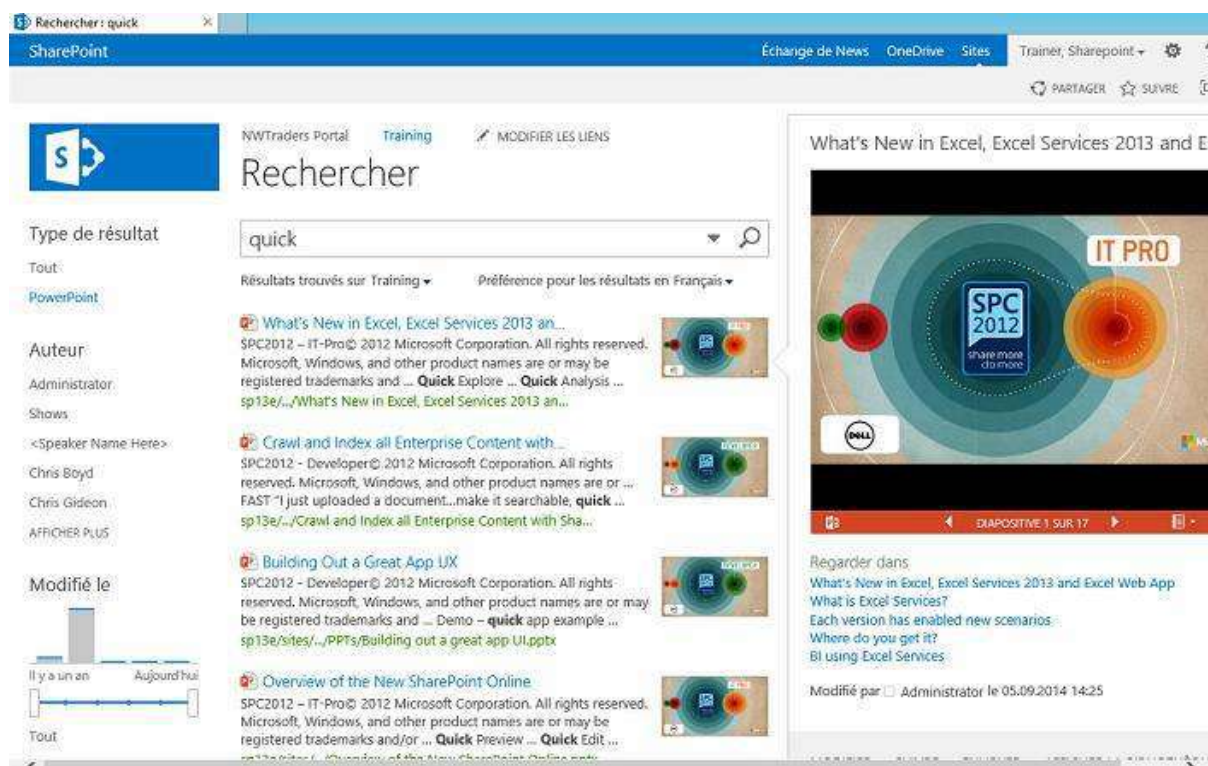 Rechercher: quick
SharePoint
Échange de News OneDrive Sites Trainer, Sharepoint
PARTAGER SUIVRE
S
NWTraders Portal Training MODIFIER LES LIENS
Rechercher
Type de résultat
Tout
PowerPoint
Auteur
Administrator
Shows
<Speaker Name Here>
Chris Boyd
Chris Gideon
AFFICHER PLUS
Modifié le
Il y a un an Aujourd'hui
Tout
quick
Résultats trouvés sur Training Préférence pour les résultats en Français
What's New in Excel, Excel Services 2013 an...
SPC2012 – IT-Pro© 2012 Microsoft Corporation. All rights reserved.
Microsoft, Windows, and other product names are or may be
registered trademarks and ... Quick Explore ... Quick Analysis ...
sp13e/.../What's New in Excel, Excel Services 2013 an...
Crawl and Index all Enterprise Content with...
SPC2012 - Developer© 2012 Microsoft Corporation. All rights
reserved. Microsoft, Windows, and other product names are or ...
FAST "I just uploaded a document...make it searchable, quick ...
sp13e/.../Crawl and Index all Enterprise Content with Sha...
Building Out a Great App UX
SPC2012 - Developer© 2012 Microsoft Corporation. All rights
reserved. Microsoft, Windows, and other product names are or may
be registered trademarks and ... Demo – quick app example ...
sp13e/sites/.../PPTs/Building out a great app UI.pptx
Overview of the New SharePoint Online
SPC2012 – IT-Pro© 2012 Microsoft Corporation. All rights reserved.
Microsoft, Windows, and other product names are or may be
registered trademarks and/or ... Quick Preview ... Quick Edit ...
What's New in Excel, Excel Services 2013 and E
IT PRO
SPC
2012
share more
do more
DELL
DIAPOSITIVE 1 SUR 17
Regarder dans
What's New in Excel, Excel Services 2013 and Excel Web App
What is Excel Services?
Each version has enabled new scenarios
Where do you get it?
BI using Excel Services
Modifié par Administrator le 05.09.2014 14:25